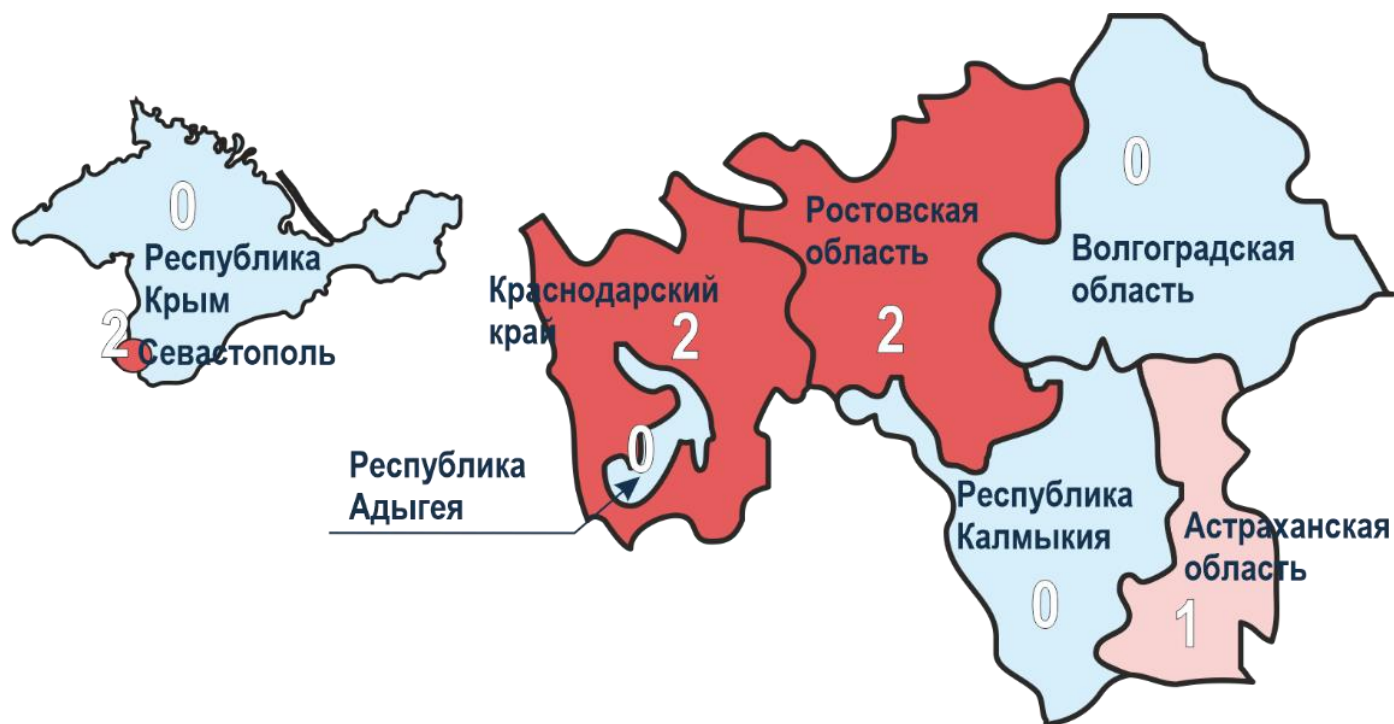 0
Республика
Крым
2
Севастополь
Краснодарский
край
2
0
Республика
Адыгея
Ростовская
область
2
0
Волгоградская
область
Республика
Калмыкия
0
Астраханская
область
1